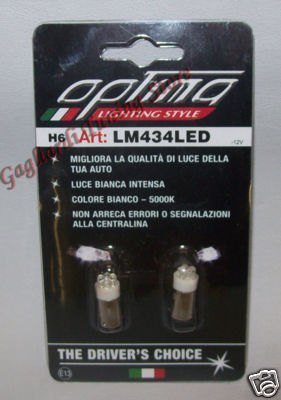 optima
LIGHTING STYLE
H6 Art: LM434LED
12V
MIGLIORA LA QUALITÀ DI LUCE DELLA
TUA AUTO
LUCE BIANCA INTENSA
COLORE BIANCO – 5000K
NON ARRECA ERRORI O SEGNALAZIONI
ALLA CENTRALINA
THE DRIVER'S CHOICE
E13